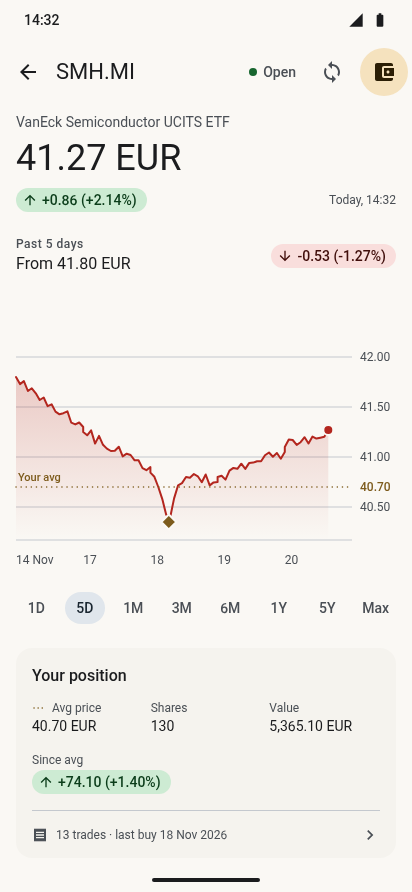 14:32
SMH.MI
Open
VanEck Semiconductor UCITS ETF
41.27 EUR
+0.86 (+2.14%)
Today, 14:32
Past 5 days
From 41.80 EUR
-0.53 (-1.27%)
42.00
41.50
41.00
Your avg
40.70
40.50
14 Nov 17 18 19 20
1D 5D 1M 3M 6M 1Y 5Y Max
Your position
Avg price Shares Value
40.70 EUR 130 5,365.10 EUR
Since avg
+74.10 (+1.40%)
13 trades · last buy 18 Nov 2026